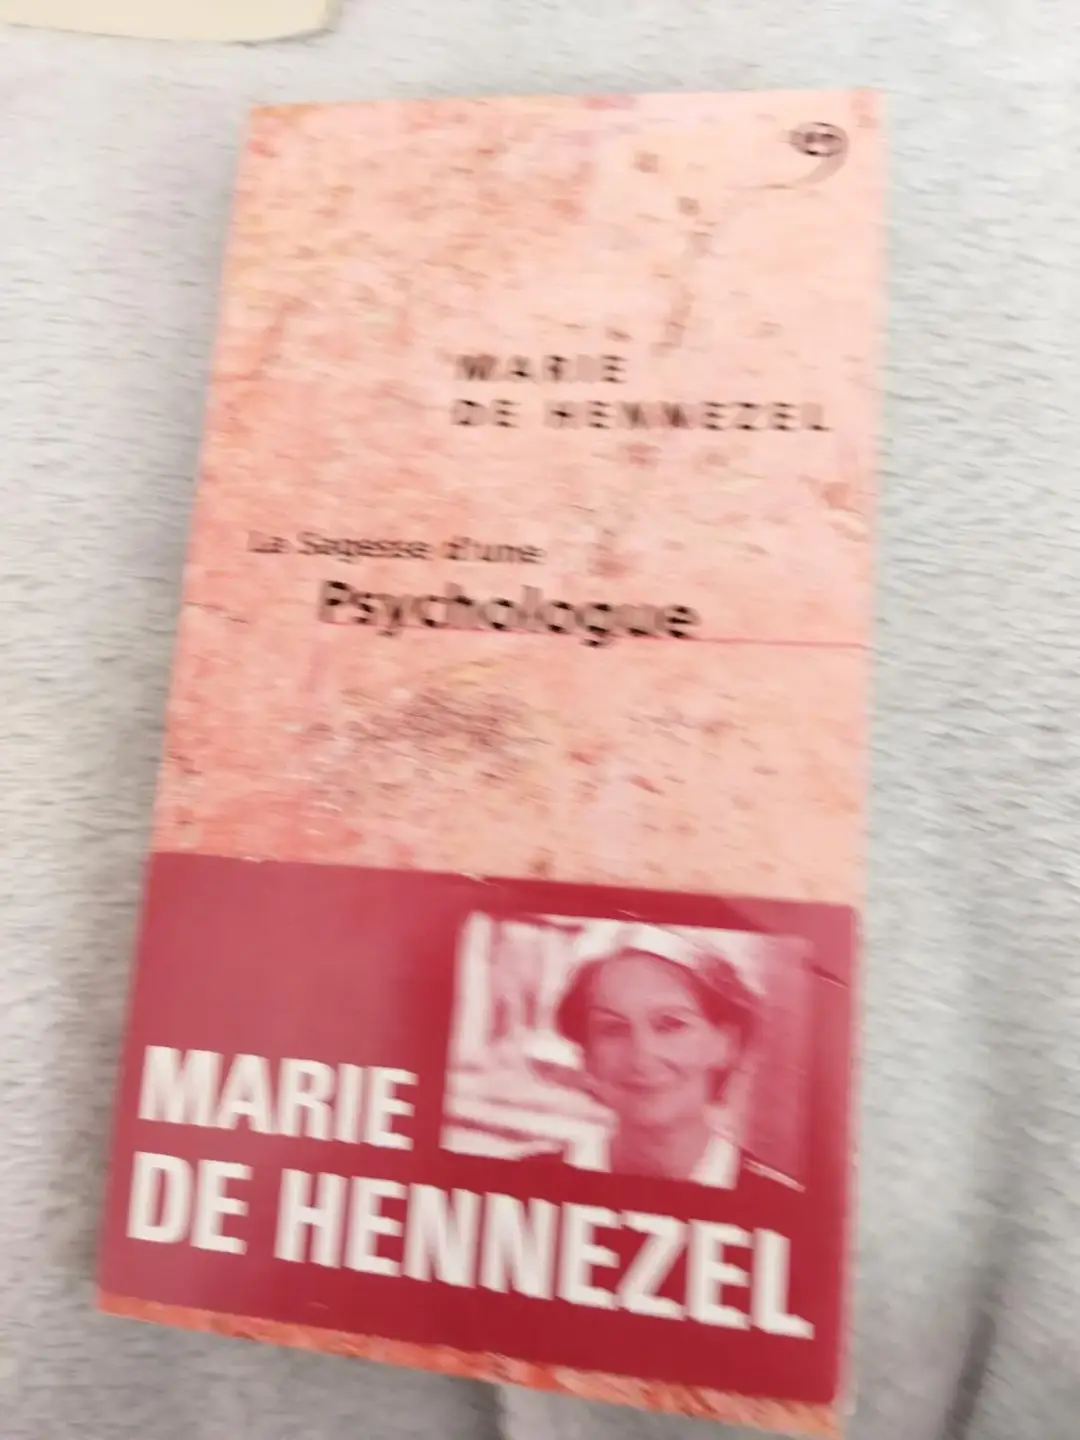 MARIE
DE HENNEZEL
La Sagesse d'une
Psychologue
MARIE
DE HENNEZEL